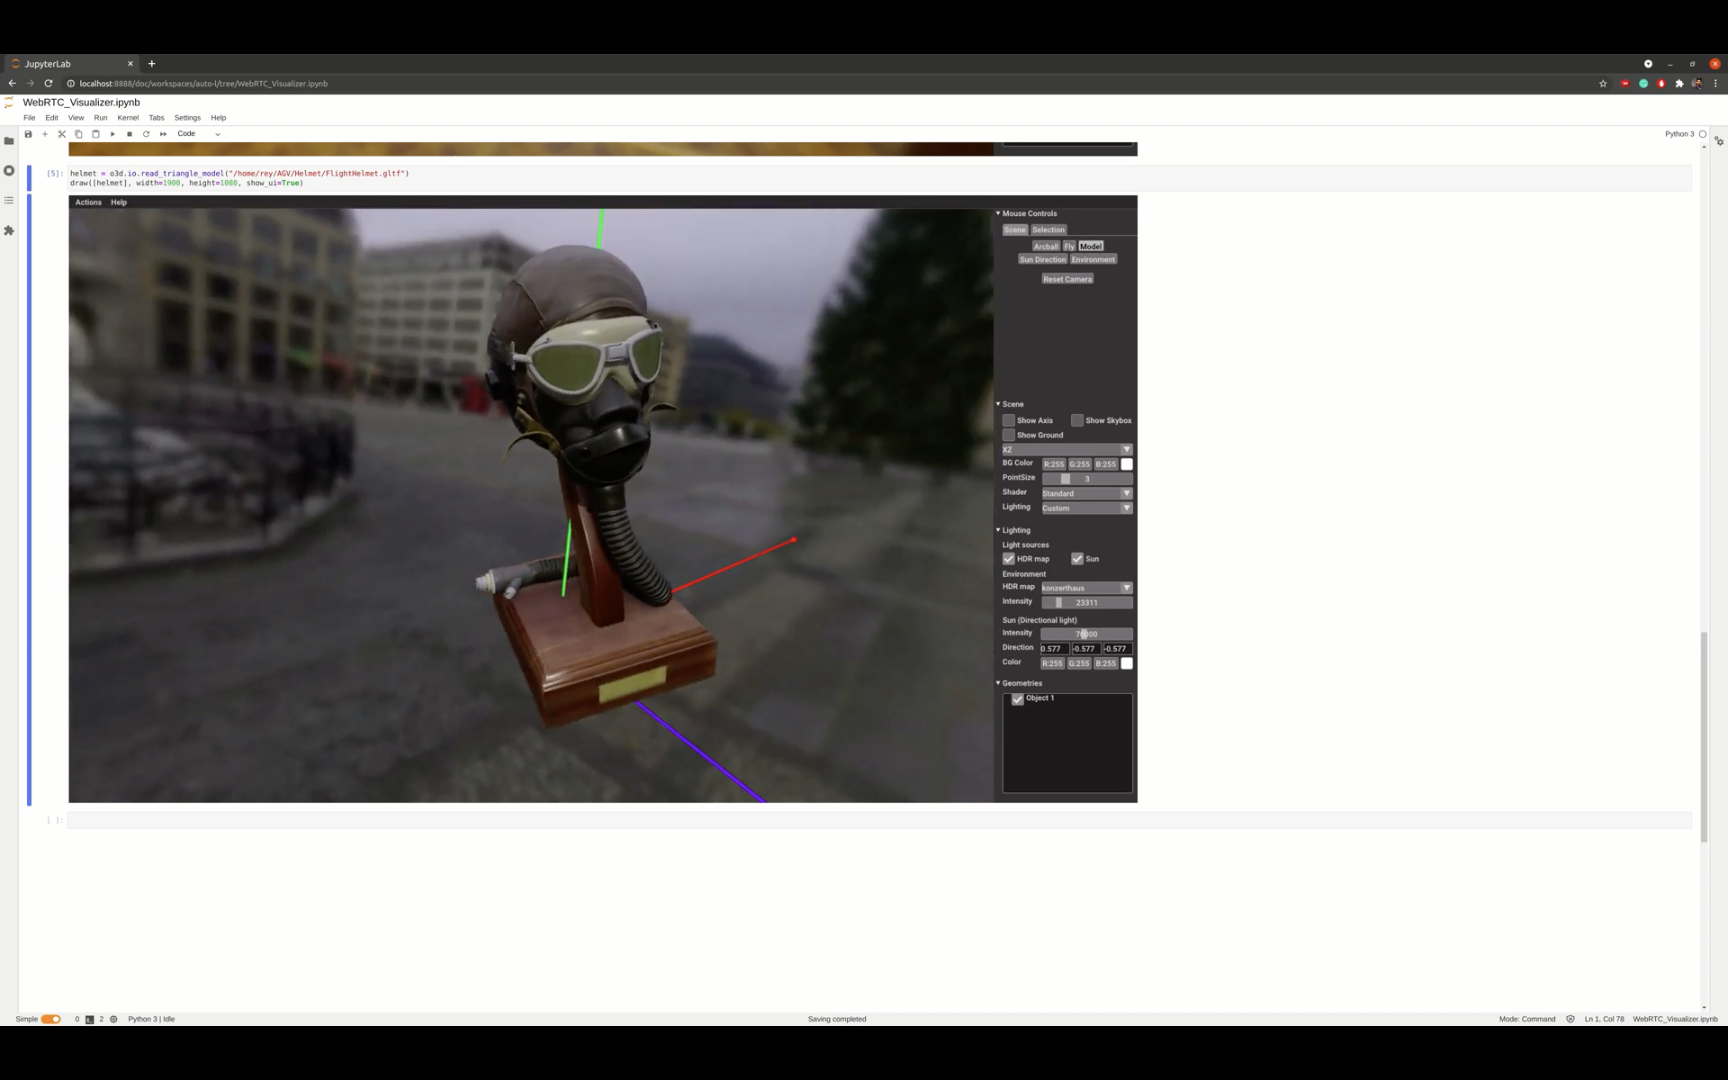 JupyterLab
localhost:8888/doc/workspaces/auto-l/tree/WebRTC_Visualizer.ipynb
WebRTC_Visualizer.ipynb
File Edit View Run Kernel Tabs Settings Help
Code
Python 3
[5]: helmet = o3d.io.read_triangle_model("/home/rey/AGV/Helmet/FlightHelmet.gltf")
draw([helmet], width=1900, height=1080, show_ui=True)
Actions Help
Mouse Controls
Scene Selection
Arcball Fly Model
Sun Direction Environment
Reset Camera
Scene
Show Axis Show Skybox
Show Ground
XZ
BG Color R:255 G:255 B:255
PointSize 3
Shader Standard
Lighting Custom
Lighting
Light sources
HDR map Sun
Environment
HDR map konzerthaus
Intensity 23311
Sun (Directional light)
Intensity 70000
Direction 0.577 -0.577 -0.577
Color R:255 G:255 B:255
Geometries
Object 1
[ ]:
Simple 0 2 Python 3 | Idle Saving completed Mode: Command Ln 1, Col 78 WebRTC_Visualizer.ipynb